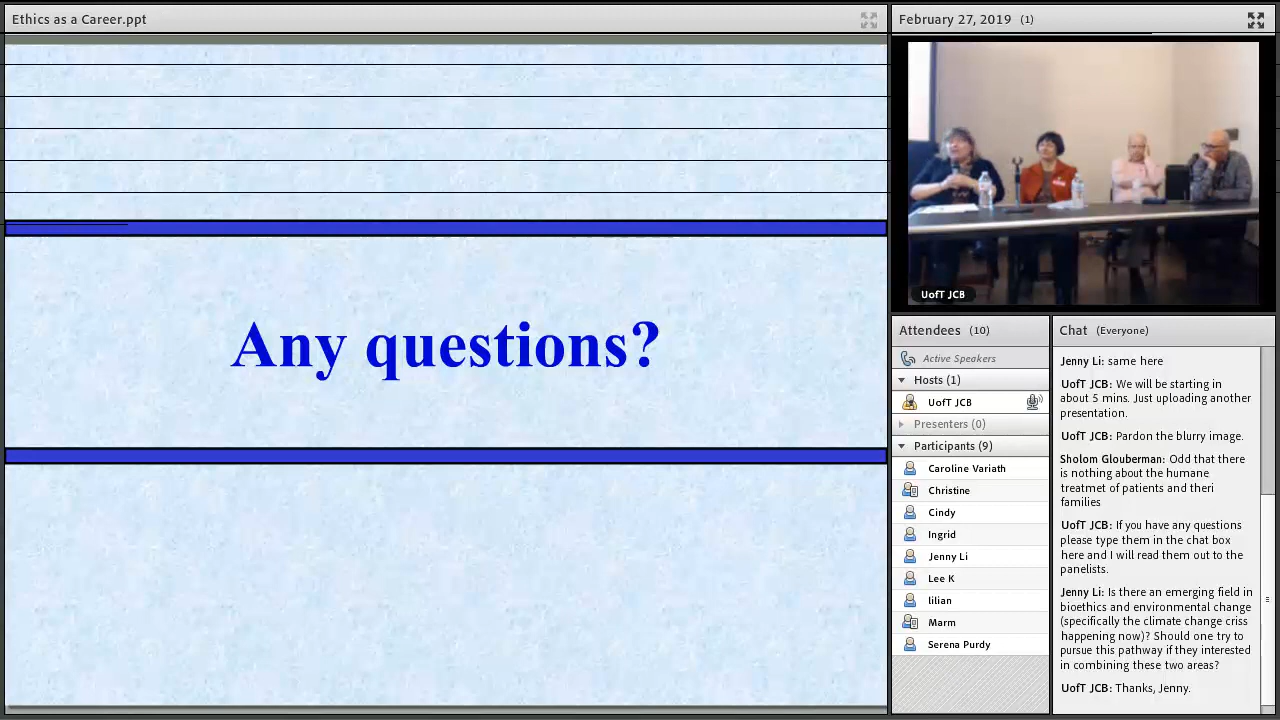 Ethics as a Career.ppt
Any questions?
February 27, 2019 (1)
UofT JCB
Attendees (10)
Active Speakers
Hosts (1)
UofT JCB
Presenters (0)
Participants (9)
Caroline Variath
Christine
Cindy
Ingrid
Jenny Li
Lee K
lilian
Marm
Serena Purdy
Chat (Everyone)
Jenny Li: same here
UofT JCB: We will be starting in
about 5 mins. Just uploading another
presentation.
UofT JCB: Pardon the blurry image.
Sholom Glouberman: Odd that there
is nothing about the humane
treatmet of patients and theri
families
UofT JCB: If you have any questions
please type them in the chat box
here and I will read them out to the
panelists.
Jenny Li: Is there an emerging field in
bioethics and environmental change
(specifically the climate change criss
happening now)? Should one try to
pursue this pathway if they interested
in combining these two areas?
UofT JCB: Thanks, Jenny.